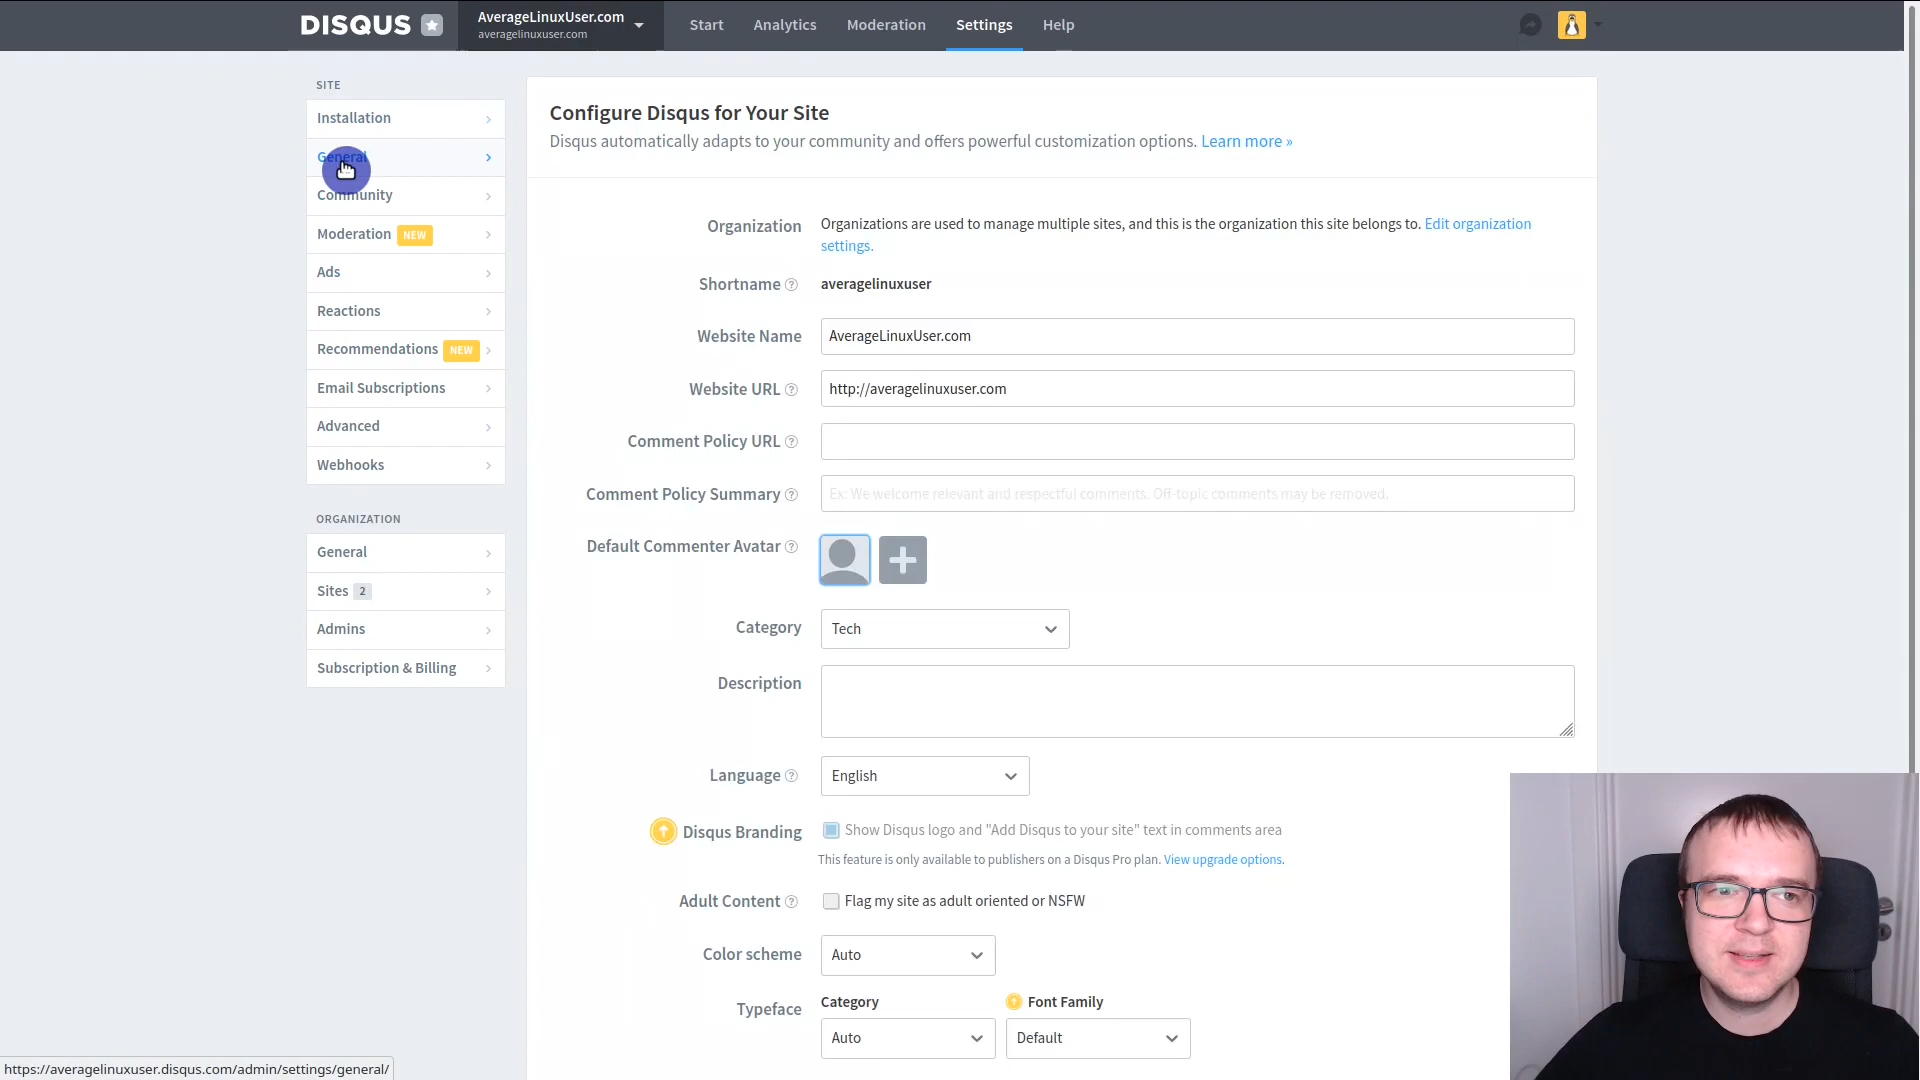 DISQUS
AverageLinuxUser.com
averagelinuxuser.com
Start
Analytics
Moderation
Settings
Help
SITE
Installation
General
Community
Moderation NEW
Ads
Reactions
Recommendations NEW
Email Subscriptions
Advanced
Webhooks
ORGANIZATION
General
Sites 2
Admins
Subscription & Billing
Configure Disqus for Your Site
Disqus automatically adapts to your community and offers powerful customization options. Learn more »
Organization
Organizations are used to manage multiple sites, and this is the organization this site belongs to. Edit organization
settings.
Shortname ?
averagelinuxuser
Website Name
AverageLinuxUser.com
Website URL ?
http://averagelinuxuser.com
Comment Policy URL ?
Comment Policy Summary ?
Ex: We welcome relevant and respectful comments. Off-topic comments may be removed.
Default Commenter Avatar ?
Category
Tech
Description
Language ?
English
Disqus Branding
Show Disqus logo and "Add Disqus to your site" text in comments area
This feature is only available to publishers on a Disqus Pro plan. View upgrade options.
Adult Content ?
Flag my site as adult oriented or NSFW
Color scheme
Auto
Typeface
Category
Font Family
Auto
Default
https://averagelinuxuser.disqus.com/admin/settings/general/